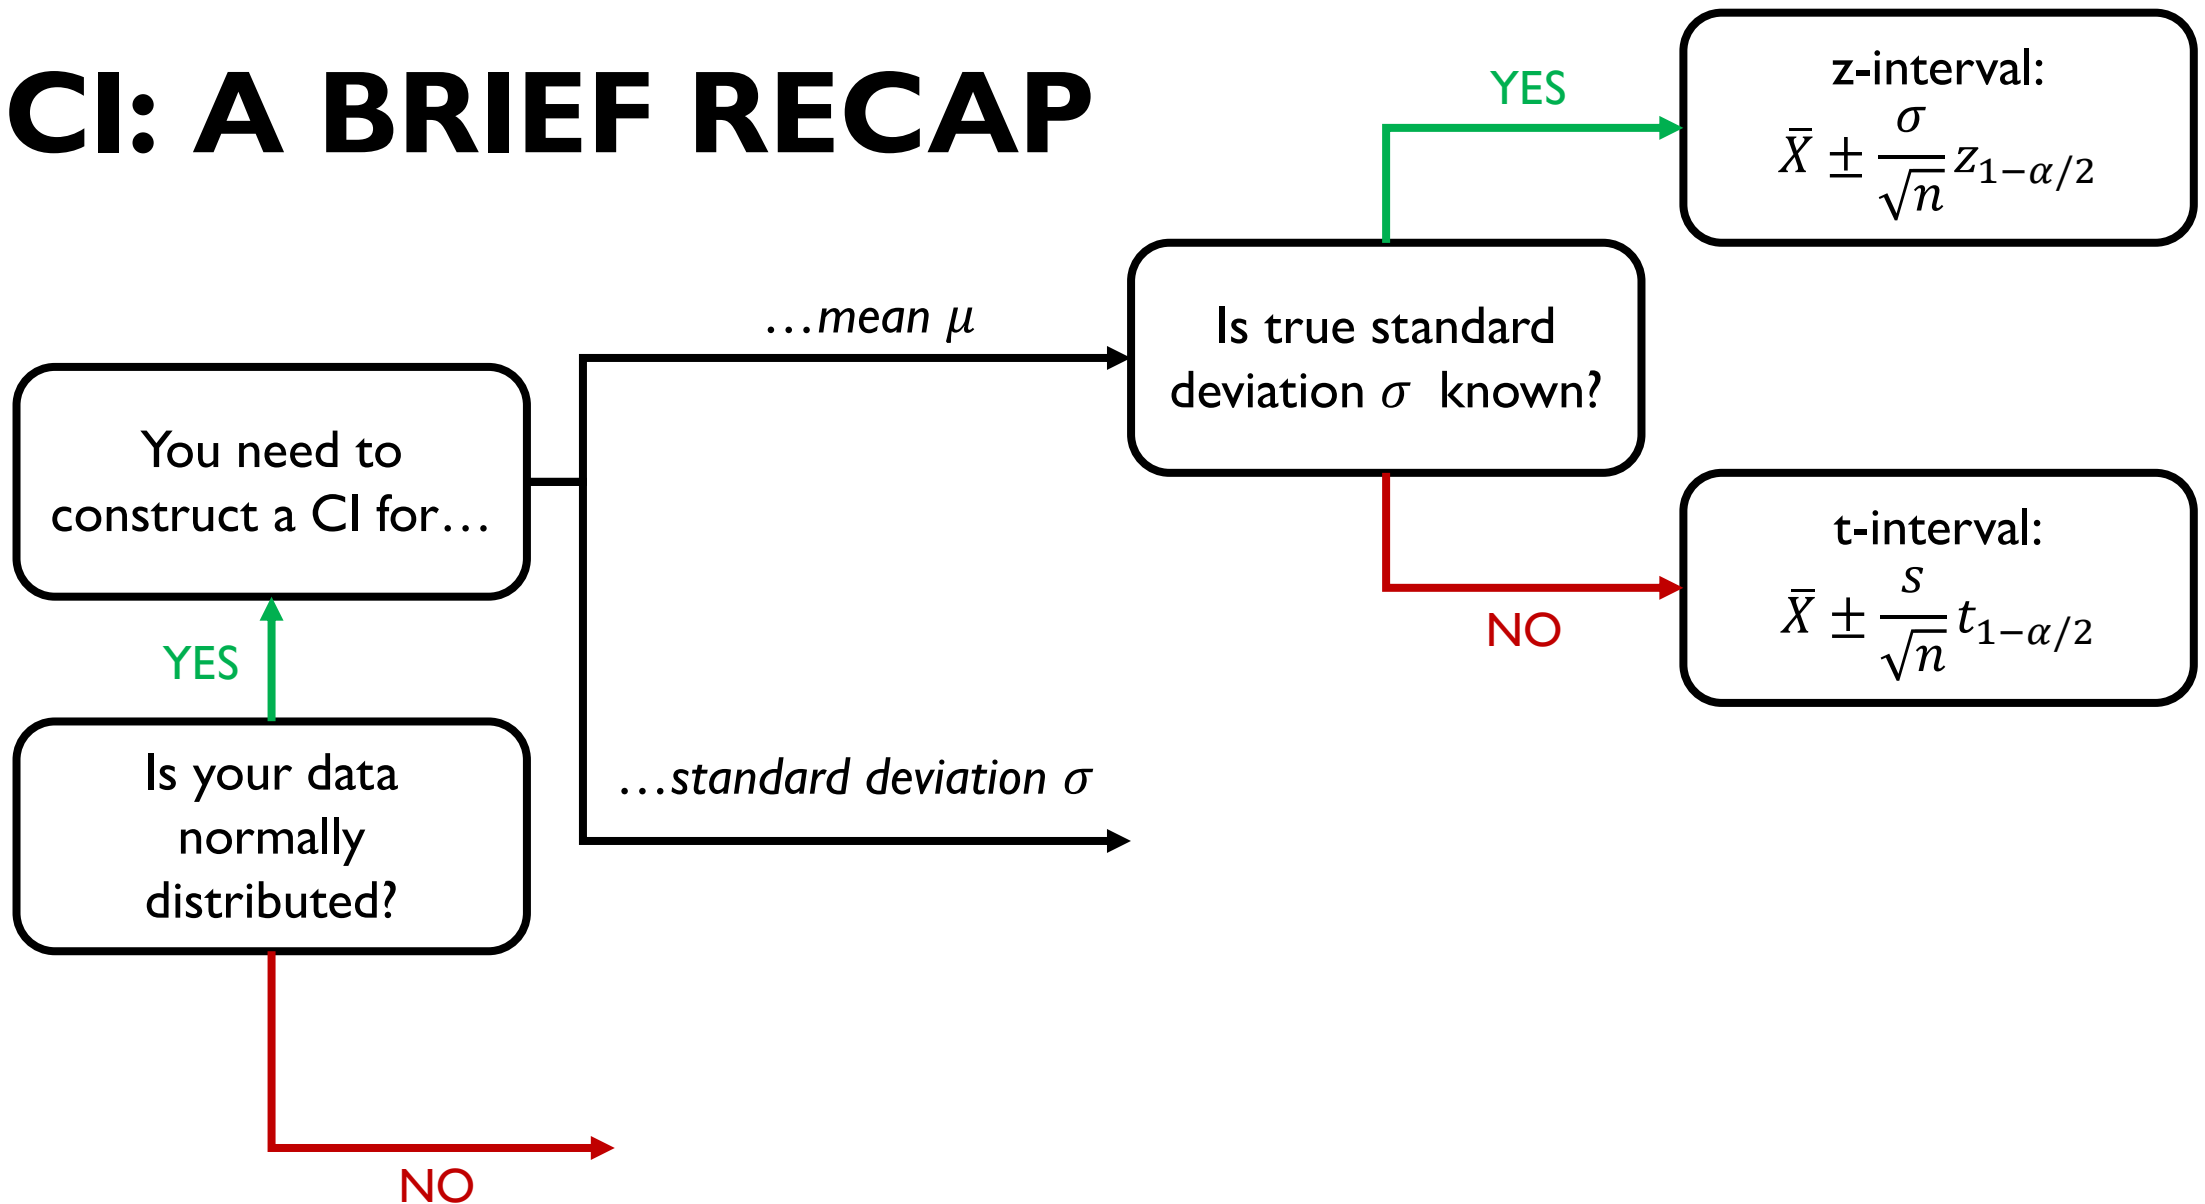 CI: A BRIEF RECAP
YES
z-interval:
X̄ ± σ/√n z₁₋α/₂
…mean μ
Is true standard
deviation σ known?
You need to
construct a CI for…
NO
t-interval:
X̄ ± s/√n t₁₋α/₂
YES
Is your data
normally
distributed?
…standard deviation σ
NO